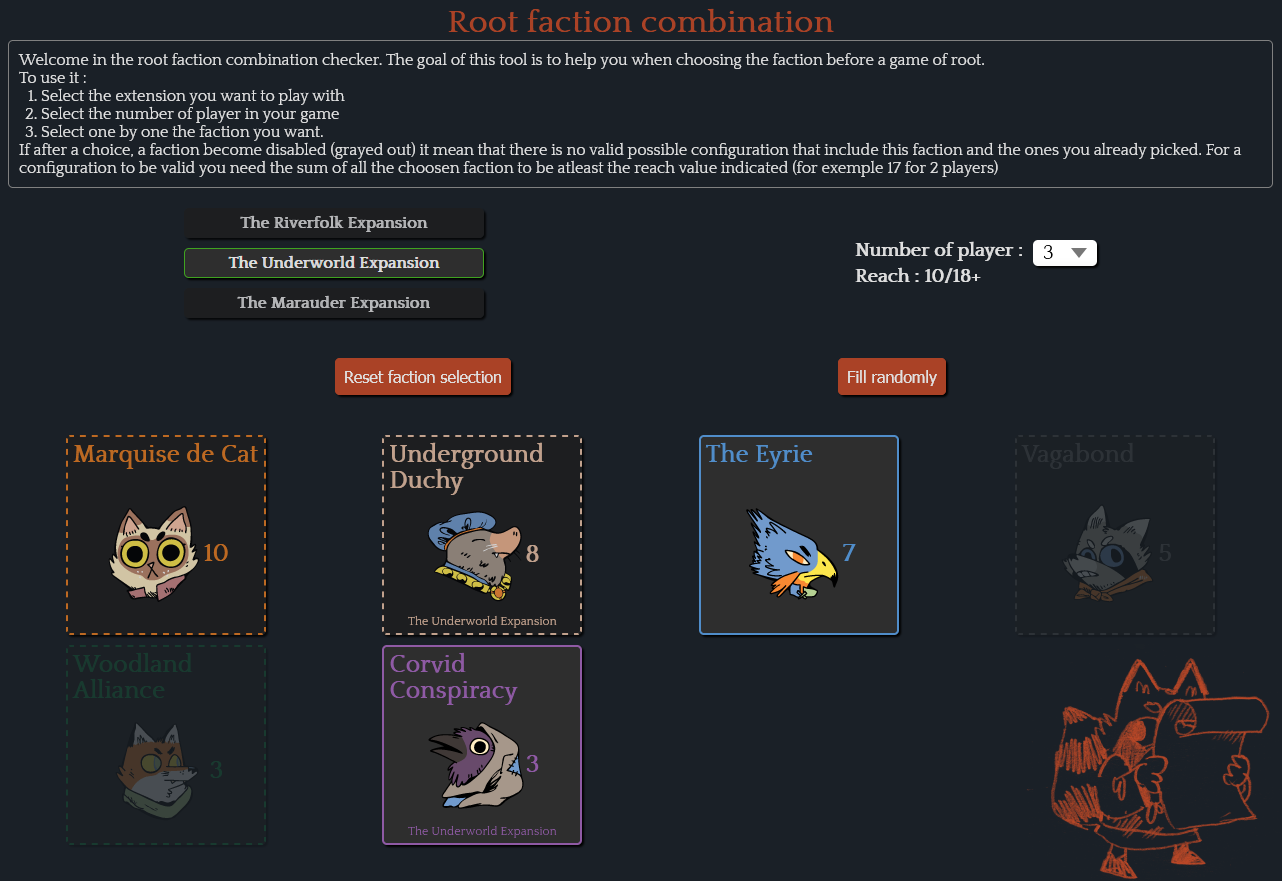 Root faction combination
Welcome in the root faction combination checker. The goal of this tool is to help you when choosing the faction before a game of root.
To use it :
1. Select the extension you want to play with
2. Select the number of player in your game
3. Select one by one the faction you want.
If after a choice, a faction become disabled (grayed out) it mean that there is no valid possible configuration that include this faction and the ones you already picked. For a
configuration to be valid you need the sum of all the choosen faction to be atleast the reach value indicated (for exemple 17 for 2 players)
The Riverfolk Expansion
The Underworld Expansion
The Marauder Expansion
Number of player : 3
Reach : 10/18+
Reset faction selection
Fill randomly
Marquise de Cat
10
Underground
Duchy
8
The Underworld Expansion
The Eyrie
7
Vagabond
5
Woodland
Alliance
3
Corvid
Conspiracy
3
The Underworld Expansion